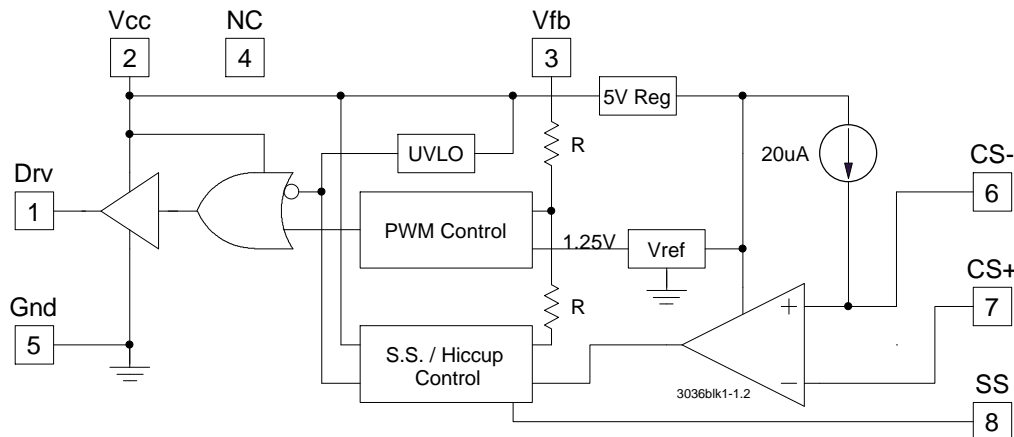 Vcc
NC
Vfb
2
4
3
5V Reg
R
20uA
UVLO
CS-
Drv
6
1
PWM Control
1.25V
Vref
CS+
Gnd
+
7
R
5
S.S. / Hiccup
Control
−
3036blk1-1.2
SS
8